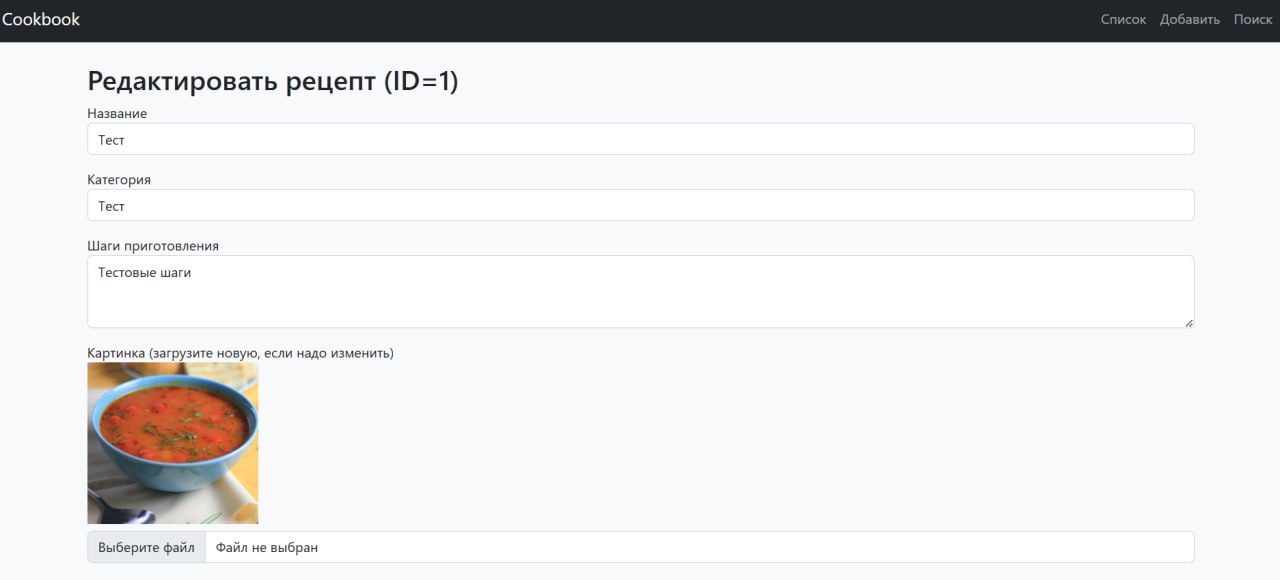 Cookbook
Список Добавить Поиск
Редактировать рецепт (ID=1)
Название
Тест
Категория
Тест
Шаги приготовления
Тестовые шаги
Картинка (загрузите новую, если надо изменить)
Выберите файл Файл не выбран